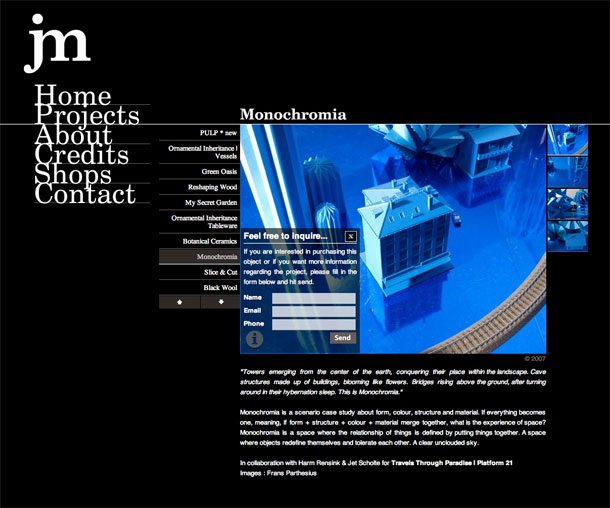 jm
Home
Projects
About
Credits
Shops
Contact
PULP * new
Ornamental Inheritance |
Vessels
Green Oasis
Reshaping Wood
My Secret Garden
Ornamental Inheritance
Tableware
Botanical Ceramics
Monochromia
Slice & Cut
Black Wool
Monochromia
Feel free to inquire...
x
If you are interested in purchasing this
object or if you want more information
regarding the project, please fill in the
form below and hit send.
Name
Email
Phone
i
Send
© 2007
"Towers emerging from the center of the earth, conquering their place within the landscape. Cave
structures made up of buildings, blooming like flowers. Bridges rising above the ground, after turning
around in their hybernation sleep. This is Monochromia."
Monochromia is a scenario case study about form, colour, structure and material. If everything becomes
one, meaning, if form + structure + colour + material merge together, what is the experience of space?
Monochromia is a space where the relationship of things is defined by putting things together. A space
where objects redefine themselves and tolerate each other. A clear unclouded sky.
In collaboration with Harm Rensink & Jet Scholte for Travels Through Paradise | Platform 21
Images : Frans Parthesius